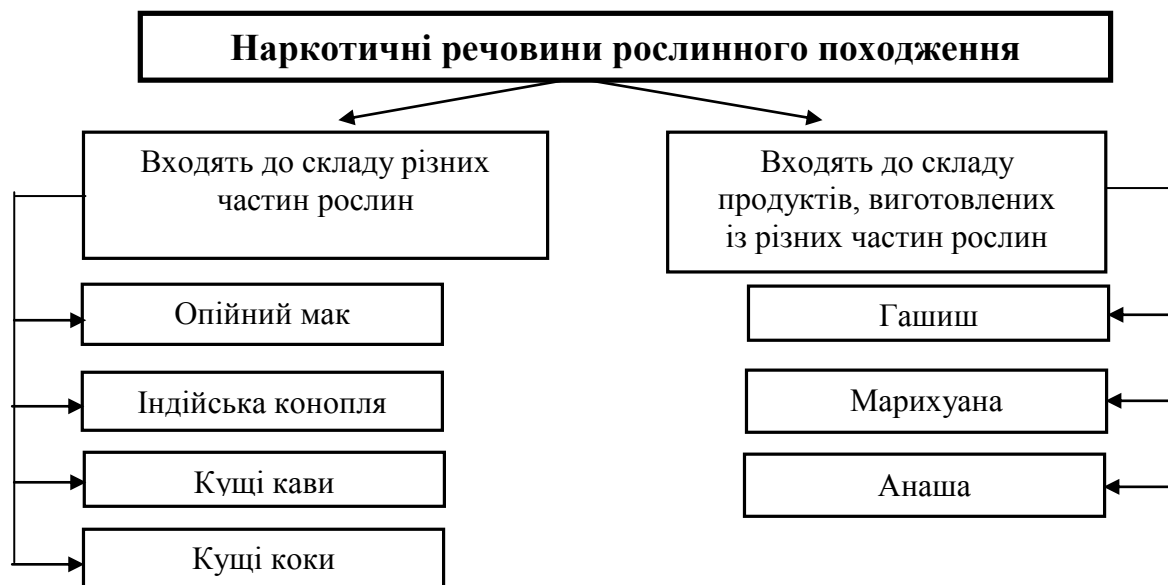 Наркотичні речовини рослинного походження
Входять до складу різних
частин рослин
Опійний мак
Індійська конопля
Кущі кави
Кущі коки
Входять до складу
продуктів, виготовлених
із різних частин рослин
Гашиш
Марихуана
Анаша